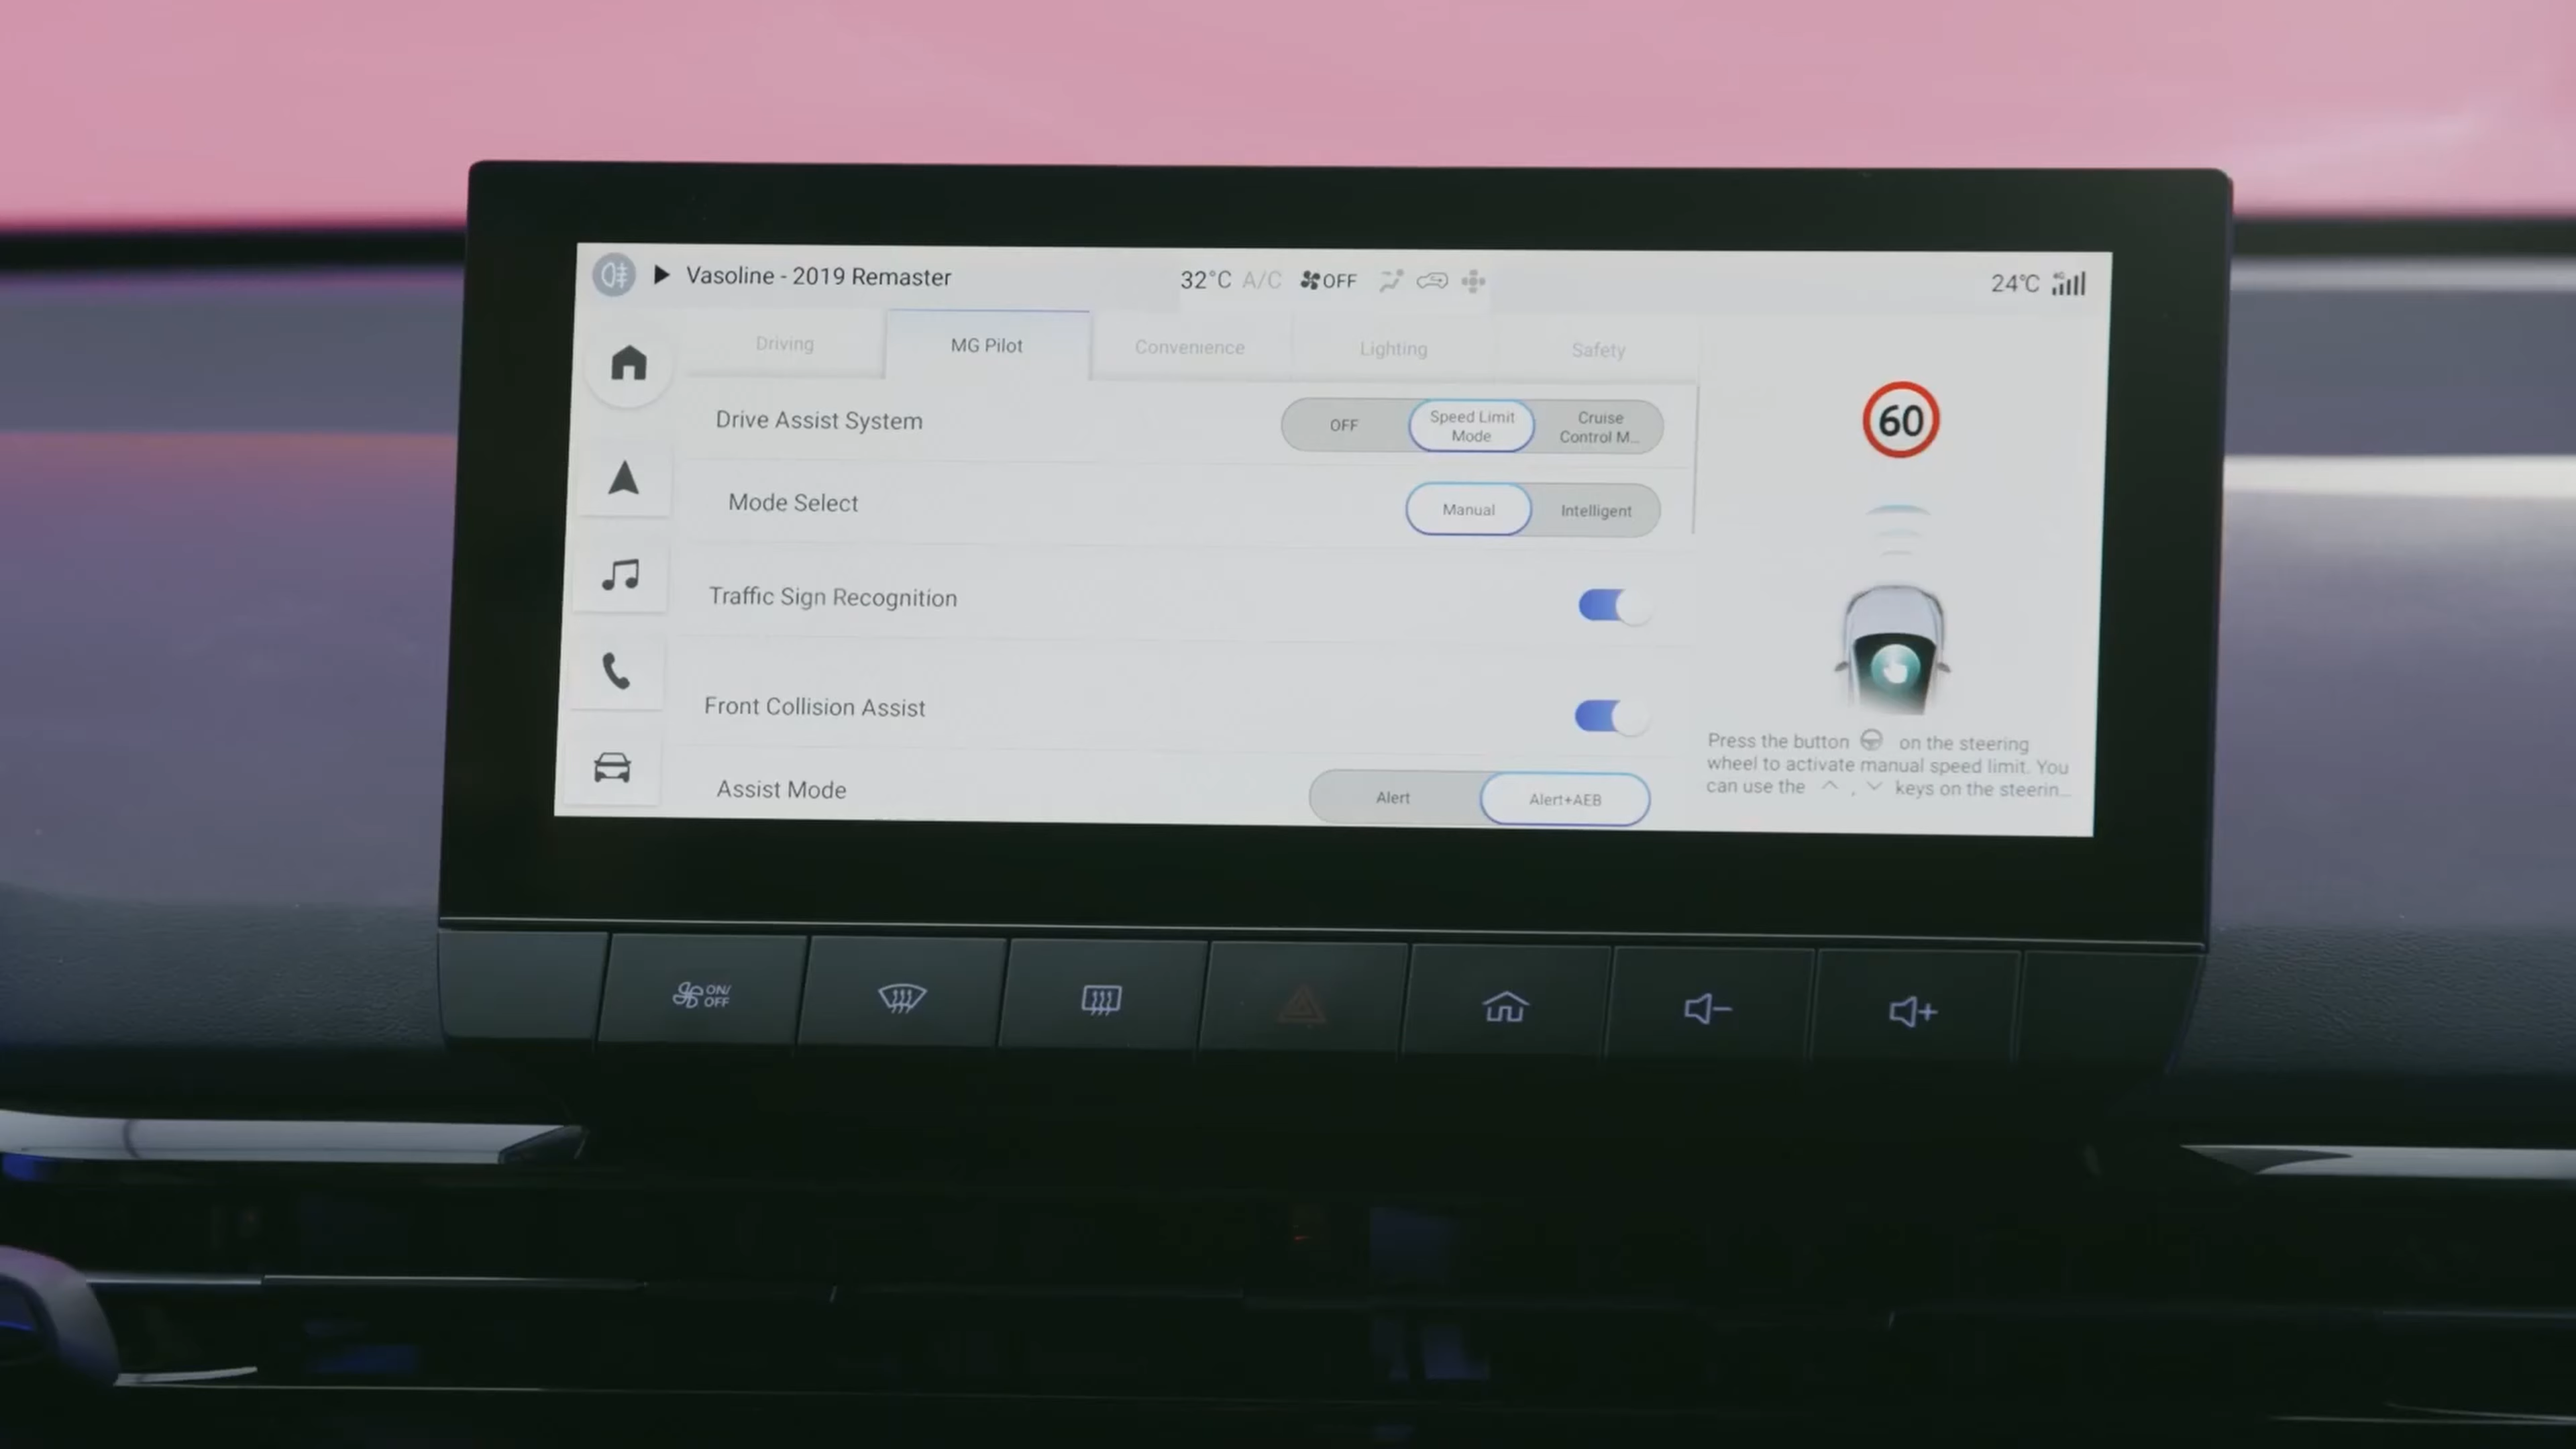 Vasoline - 2019 Remaster
32°C A/C OFF
24°C 4G
Driving MG Pilot Convenience Lighting Safety
Drive Assist System
OFF
Speed Limit
Mode
Cruise
Control M...
60
Mode Select
Manual Intelligent
Traffic Sign Recognition
Front Collision Assist
Assist Mode
Alert Alert+AEB
Press the button on the steering
wheel to activate manual speed limit. You
can use the , keys on the steerin...
ON/
OFF